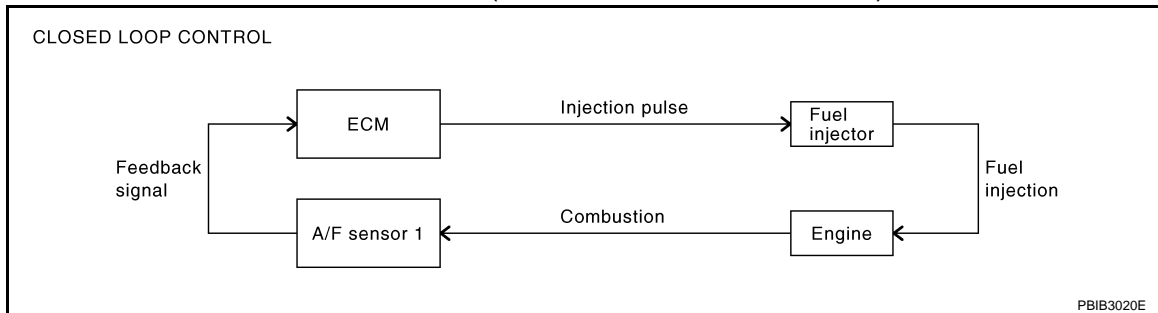 CLOSED LOOP CONTROL
ECM
Injection pulse
Fuel
injector
Feedback
signal
Fuel
injection
A/F sensor 1
Combustion
Engine
PBIB3020E